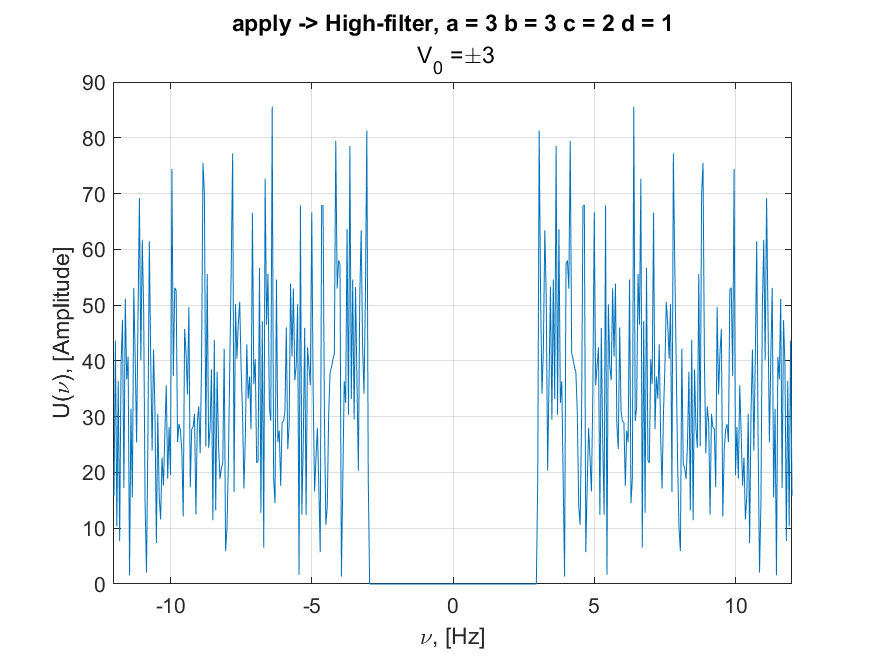 apply -> High-filter, a = 3 b = 3 c = 2 d = 1
V₀ =±3
90
80
70
60
50
40
30
20
10
0
U(ν), [Amplitude]
-10 -5 0 5 10
ν, [Hz]